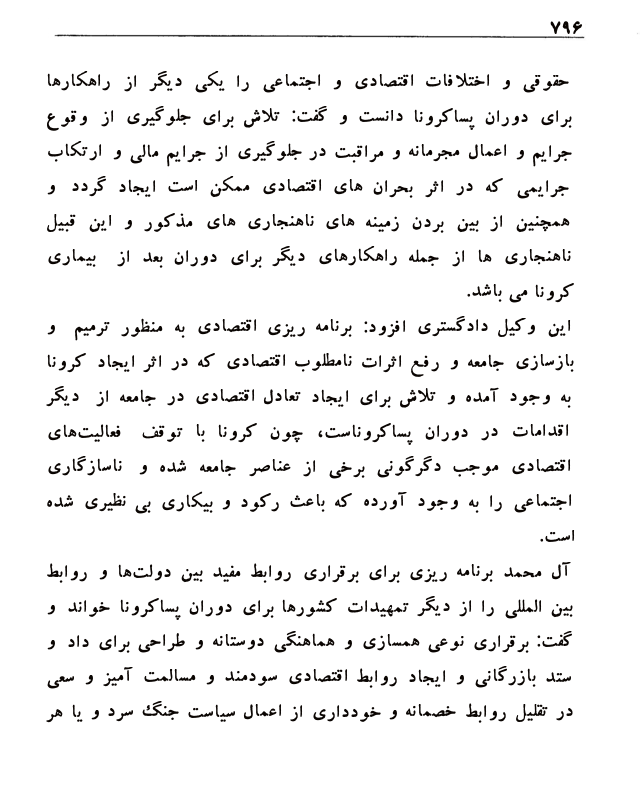 ۷۹۶
حقوقی و اختلافات اقتصادی و اجتماعی را یکی دیگر از راهکارها
برای دوران پساکرونا دانست و گفت: تلاش برای جلوگیری از وقوع
جرایم و اعمال مجرمانه و مراقبت در جلوگیری از جرایم مالی و ارتکاب
جرایمی که در اثر بحران های اقتصادی ممکن است ایجاد گردد و
همچنین از بین بردن زمینه های ناهنجاری های مذکور و این قبیل
ناهنجاری ها از جمله راهکارهای دیگر برای دوران بعد از بیماری
کرونا می باشد.
این وکیل دادگستری افزود: برنامه ریزی اقتصادی به منظور ترمیم و
بازسازی جامعه و رفع اثرات نامطلوب اقتصادی که در اثر ایجاد کرونا
به وجود آمده و تلاش برای ایجاد تعادل اقتصادی در جامعه از دیگر
اقدامات در دوران پساکروناست، چون کرونا با توقف فعالیت‌های
اقتصادی موجب دگرگونی برخی از عناصر جامعه شده و ناسازگاری
اجتماعی را به وجود آورده که باعث رکود و بیکاری بی نظیری شده
است.
آل محمد برنامه ریزی برای برقراری روابط مفید بین دولت‌ها و روابط
بین المللی را از دیگر تمهیدات کشورها برای دوران پساکرونا خواند و
گفت: برقراری نوعی همسازی و هماهنگی دوستانه و طراحی برای داد و
ستد بازرگانی و ایجاد روابط اقتصادی سودمند و مسالمت آمیز و سعی
در تقلیل روابط خصمانه و خودداری از اعمال سیاست جنگ سرد و یا هر